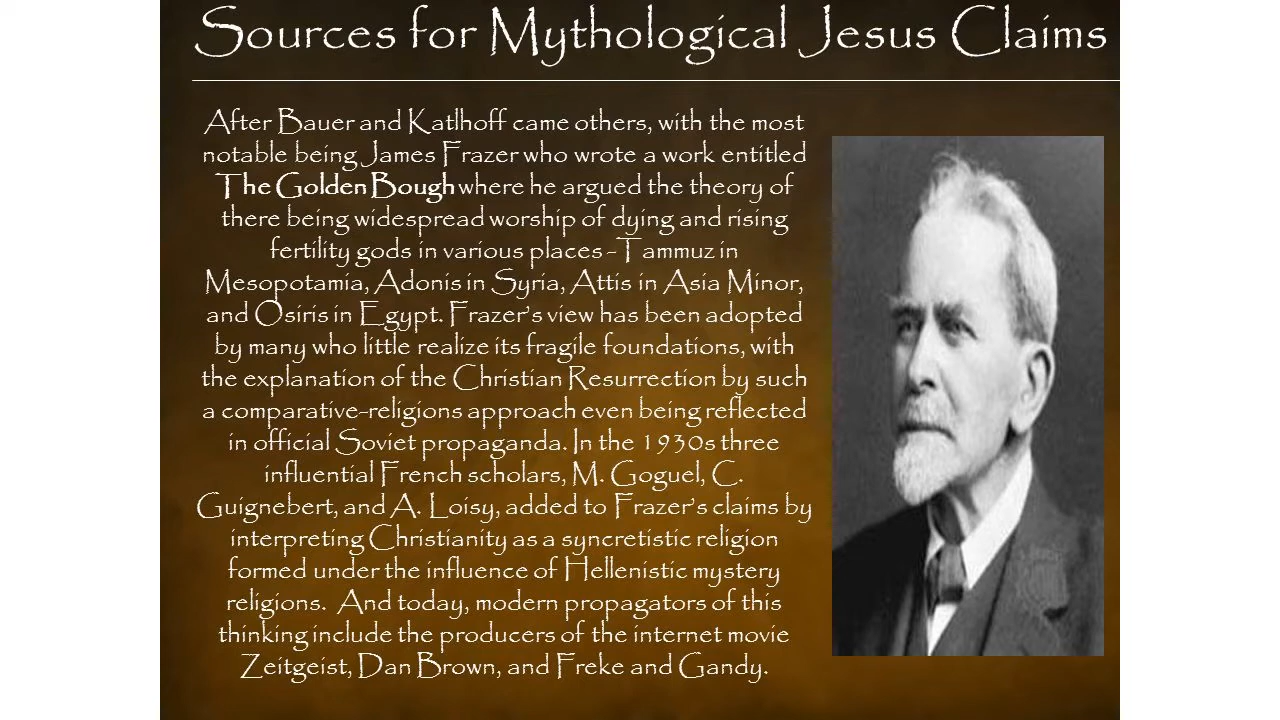 Sources for Mythological Jesus Claims
After Bauer and Katlhoff came others, with the most
notable being James Frazer who wrote a work entitled
The Golden Bough where he argued the theory of
there being widespread worship of dying and rising
fertility gods in various places - Tammuz in
Mesopotamia, Adonis in Syria, Attis in Asia Minor,
and Osiris in Egypt. Frazer's view has been adopted
by many who little realize its fragile foundations, with
the explanation of the Christian Resurrection by such
a comparative-religions approach even being reflected
in official Soviet propaganda. In the 1930s three
influential French scholars, M. Goguel, C.
Guignebert, and A. Loisy, added to Frazer's claims by
interpreting Christianity as a syncretistic religion
formed under the influence of Hellenistic mystery
religions. And today, modern propagators of this
thinking include the producers of the internet movie
Zeitgeist, Dan Brown, and Freke and Gandy.